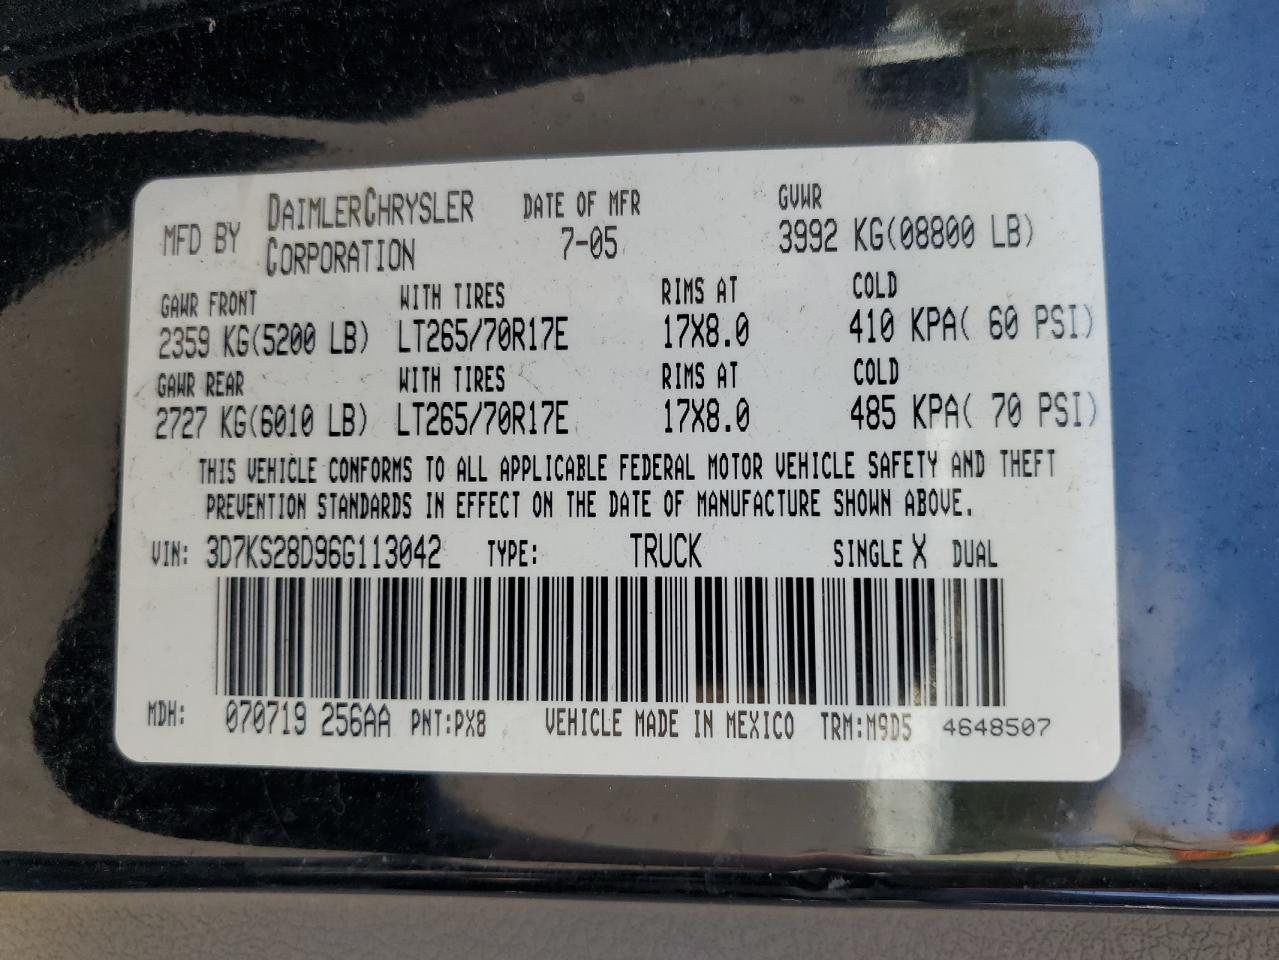 MFD BY DAIMLERCHRYSLER CORPORATION DATE OF MFR 7-05 GVWR 3992 KG(08800 LB)
GAWR FRONT WITH TIRES RIMS AT COLD
2359 KG(5200 LB) LT265/70R17E 17X8.0 410 KPA( 60 PSI)
GAWR REAR WITH TIRES RIMS AT COLD
2727 KG(6010 LB) LT265/70R17E 17X8.0 485 KPA( 70 PSI)
THIS VEHICLE CONFORMS TO ALL APPLICABLE FEDERAL MOTOR VEHICLE SAFETY AND THEFT
PREVENTION STANDARDS IN EFFECT ON THE DATE OF MANUFACTURE SHOWN ABOVE.
VIN: 3D7KS28D96G113042 TYPE: TRUCK SINGLE X DUAL
MDH: 070719 256AA PNT:PX8 VEHICLE MADE IN MEXICO TRM:M9D5 4648507